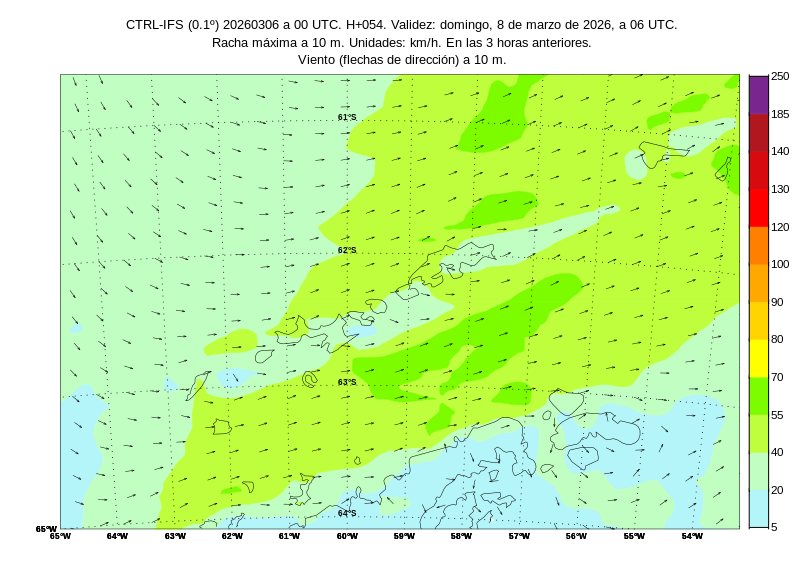 CTRL-IFS (0.1º) 20260306 a 00 UTC. H+054. Validez: domingo, 8 de marzo de 2026, a 06 UTC.
Racha máxima a 10 m. Unidades: km/h. En las 3 horas anteriores.
Viento (flechas de dirección) a 10 m.
250
185
140
130
120
100
90
80
70
55
40
20
5
61°S
62°S
63°S
64°S
65°W
65°W 64°W 63°W 62°W 61°W 60°W 59°W 58°W 57°W 56°W 55°W 54°W